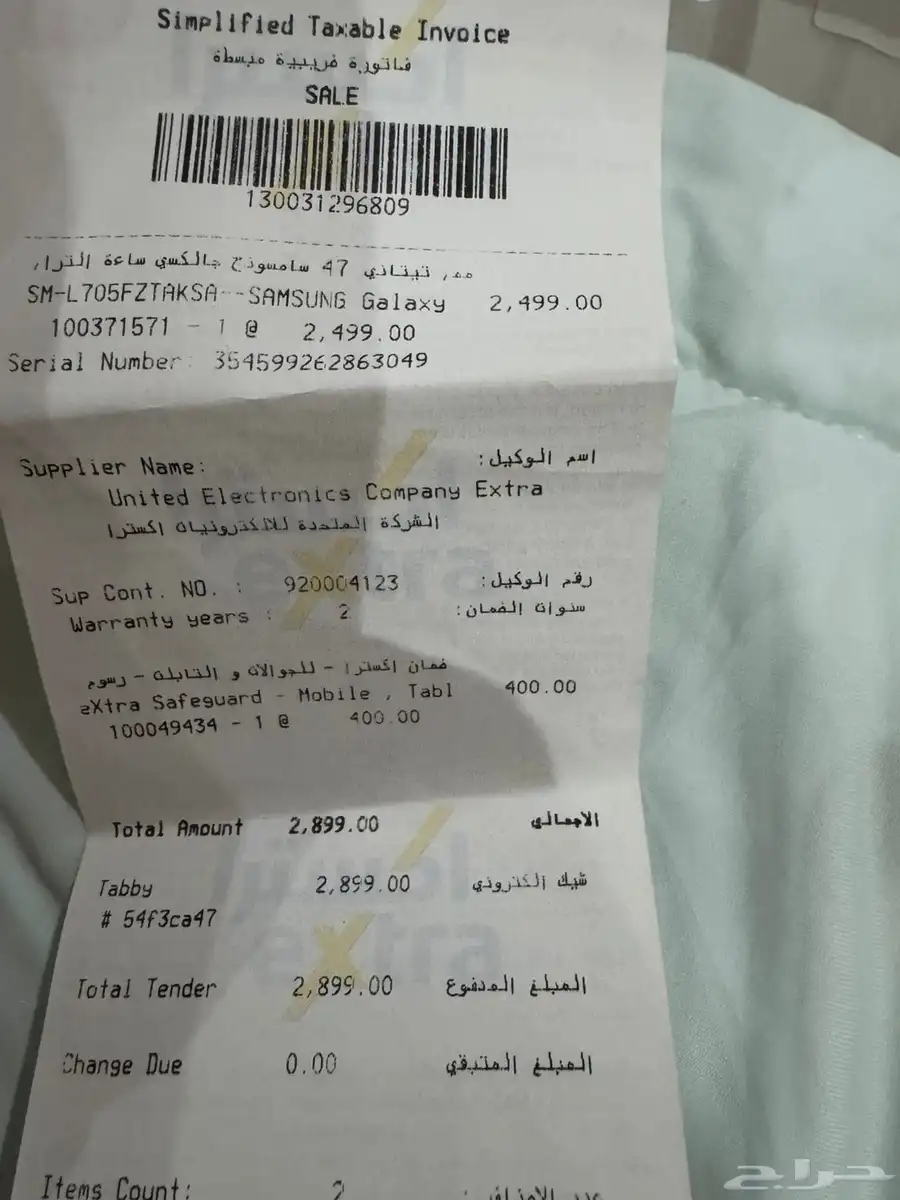 Simplified Taxable Invoice
فاتورة ضريبية مبسطة
SALE
130031296809
مم, تيتاني 47 سامسونج جالكسي ساعة الترا,
SM-L705FZTAKSA--SAMSUNG Galaxy 2,499.00
100371571 - 1 @ 2,499.00
Serial Number: 354599262863049
Supplier Name: اسم الوكيل:
United Electronics Company Extra
الشركة المتحدة للالكترونيات اكسترا
Sup Cont. NO. : 920004123 رقم الوكيل:
Warranty years : 2 سنوات الضمان:
ضمان اكسترا - للجوالات و التابلت - رسوم
eXtra Safeguard - Mobile , Tabl 400.00
100049434 - 1 @ 400.00
Total Amount 2,899.00 الاجمالي
Tabby 2,899.00 شيك الكتروني
# 54f3ca47
Total Tender 2,899.00 المبلغ المدفوع
Change Due 0.00 المبلغ المتبقي
Items Count: 2 عدد الاصناف :
حراج